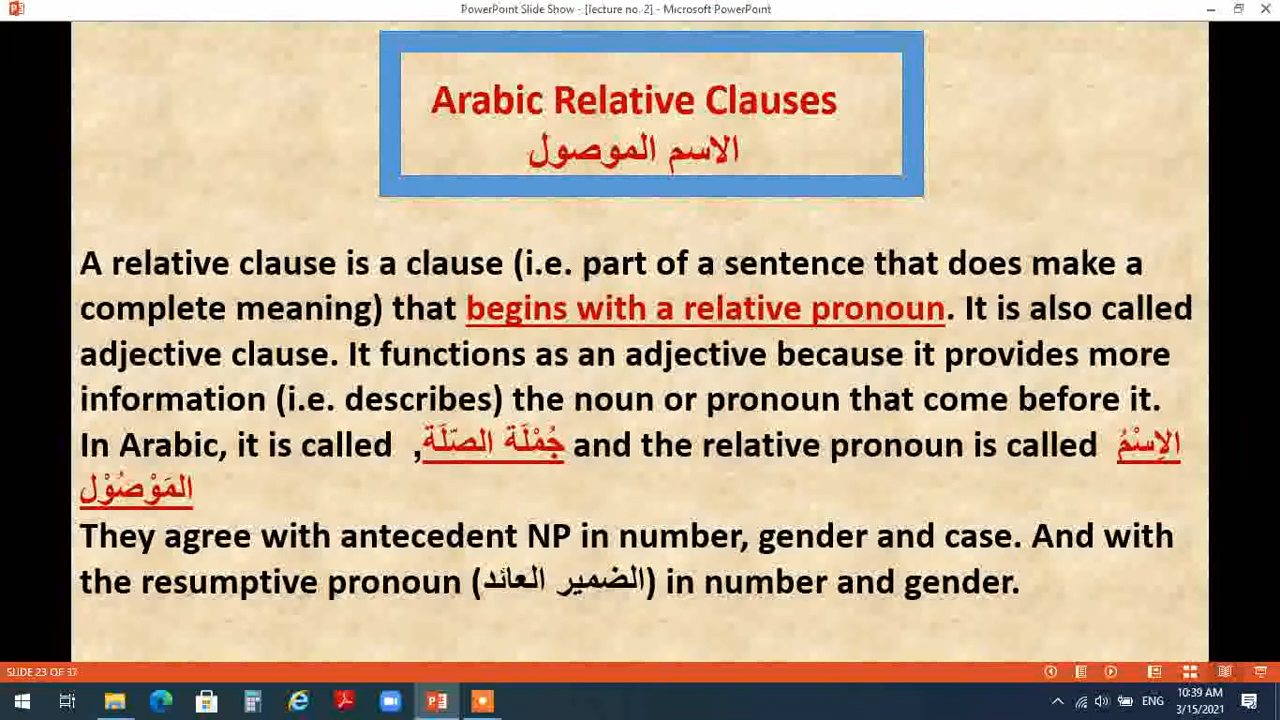 PowerPoint Slide Show - [lecture no. 2] - Microsoft PowerPoint
Arabic Relative Clauses
الاسم الموصول
A relative clause is a clause (i.e. part of a sentence that does make a
complete meaning) that begins with a relative pronoun. It is also called
adjective clause. It functions as an adjective because it provides more
information (i.e. describes) the noun or pronoun that come before it.
In Arabic, it is called جُمْلَة الصّلَة, and the relative pronoun is called الاِسْمُ
المَوْصُوْل
They agree with antecedent NP in number, gender and case. And with
the resumptive pronoun (الضمير العائد) in number and gender.
SLIDE 23 OF 37
10:39 AM
ENG
3/15/2021